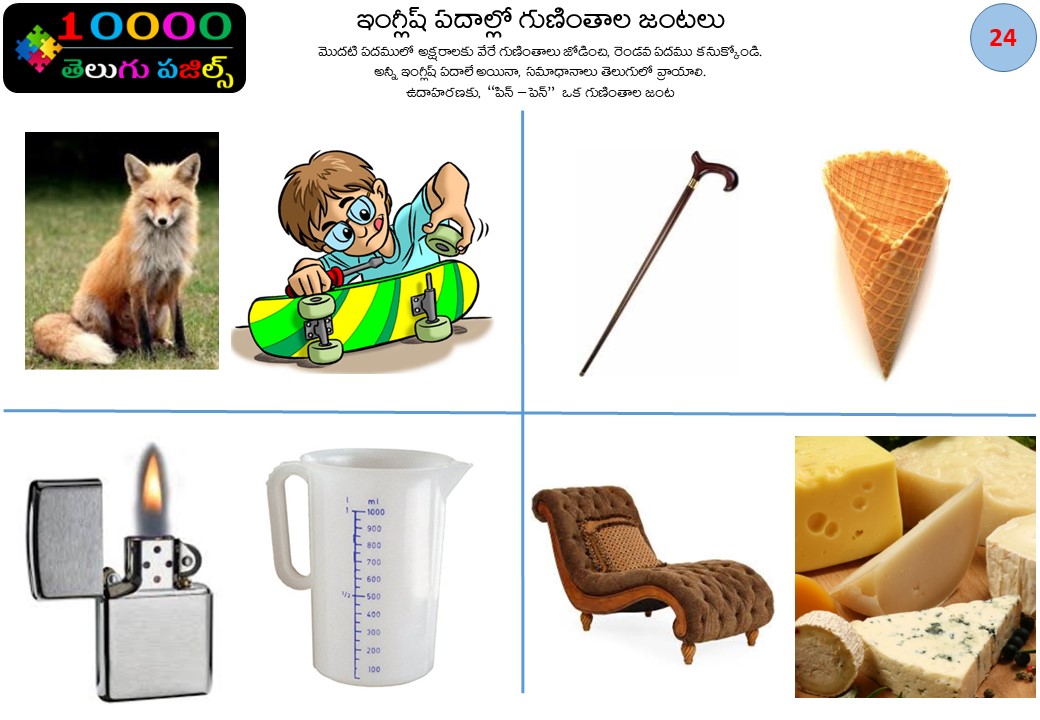 10000
తెలుగు పజిల్స్
ఇంగ్లీష్ పదాల్లో గుణింతాల జంటలు
మొదటి పదములో అక్షరాలకు వేరే గుణింతాలు జోడించి, రెండవ పదము కనుక్కోండి.
అన్నీ ఇంగ్లీష్ పదాలే అయినా, సమాధానాలు తెలుగులో వ్రాయాలి.
ఉదాహరణకు, “పిన్ – పెన్” ఒక గుణింతాల జంట
24
l ml
1 1000
900
800
700
600
1/2 500
400
300
200
100